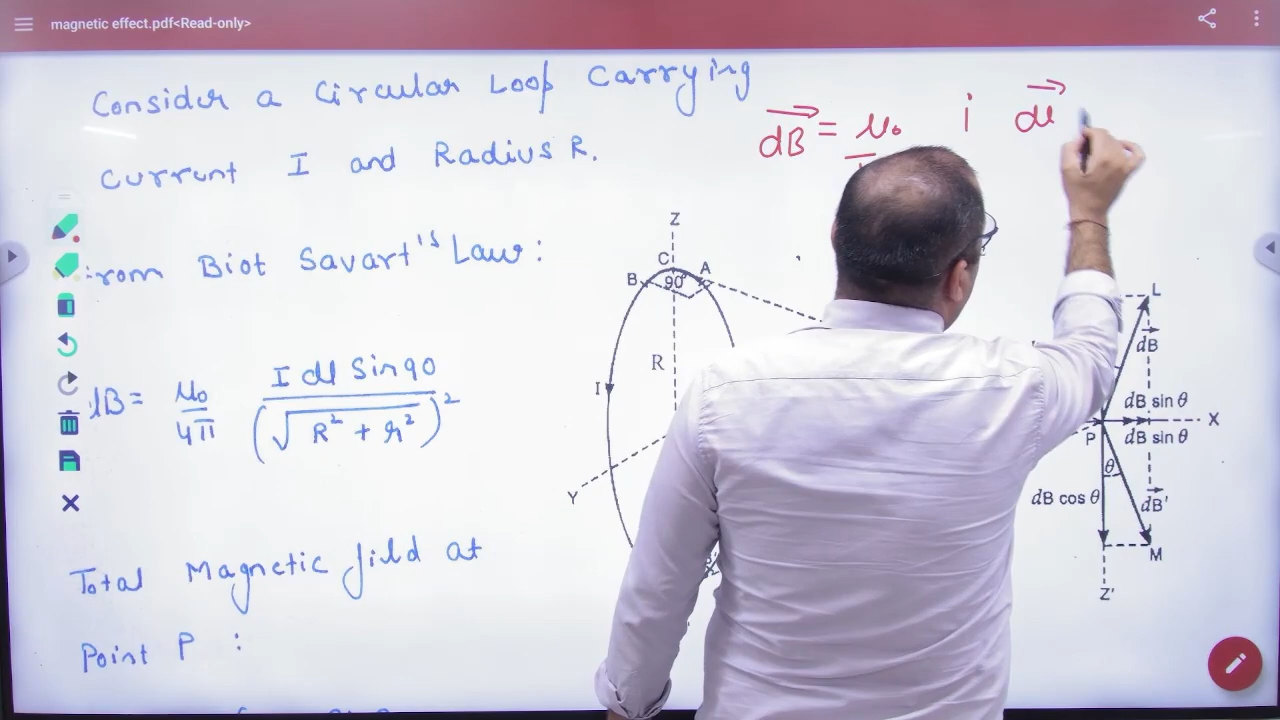 magnetic effect.pdf<Read-only>
Consider a Circular Loop Carrying
current I and Radius R.
:rom Biot Savart's Law:
dB = μ₀/4π I dl Sin90/(√R² + r²)²
Total Magnetic field at
Point P :
dB⃗ = μ₀ i dl⃗
Z
C
B
A
90°
R
I
Y
L
dB⃗
dB sin θ
X
P
dB sin θ
θ
dB cos θ
dB⃗'
M
Z'